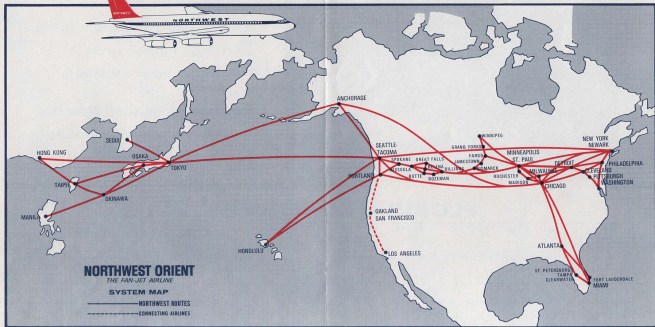 NORTHWEST
ANCHORAGE
WINNIPEG
SEOUL
HONG KONG
OSAKA
TOKYO
TAIPEI
OKINAWA
MANILA
HONOLULU
SEATTLE-
TACOMA
PORTLAND
SPOKANE
GREAT FALLS
BUTTE
BOZEMAN
BILLINGS
GRAND FORKS
FARGO
JAMESTOWN
BISMARCK
MINNEAPOLIS
ST. PAUL
ROCHESTER
MADISON
MILWAUKEE
CHICAGO
DETROIT
CLEVELAND
PITTSBURGH
WASHINGTON
NEW YORK
NEWARK
PHILADELPHIA
OAKLAND
SAN FRANCISCO
LOS ANGELES
ATLANTA
ST. PETERSBURG
TAMPA
CLEARWATER
FORT LAUDERDALE
MIAMI
NORTHWEST ORIENT
THE FAN-JET AIRLINE
SYSTEM MAP
NORTHWEST ROUTES
CONNECTING AIRLINES